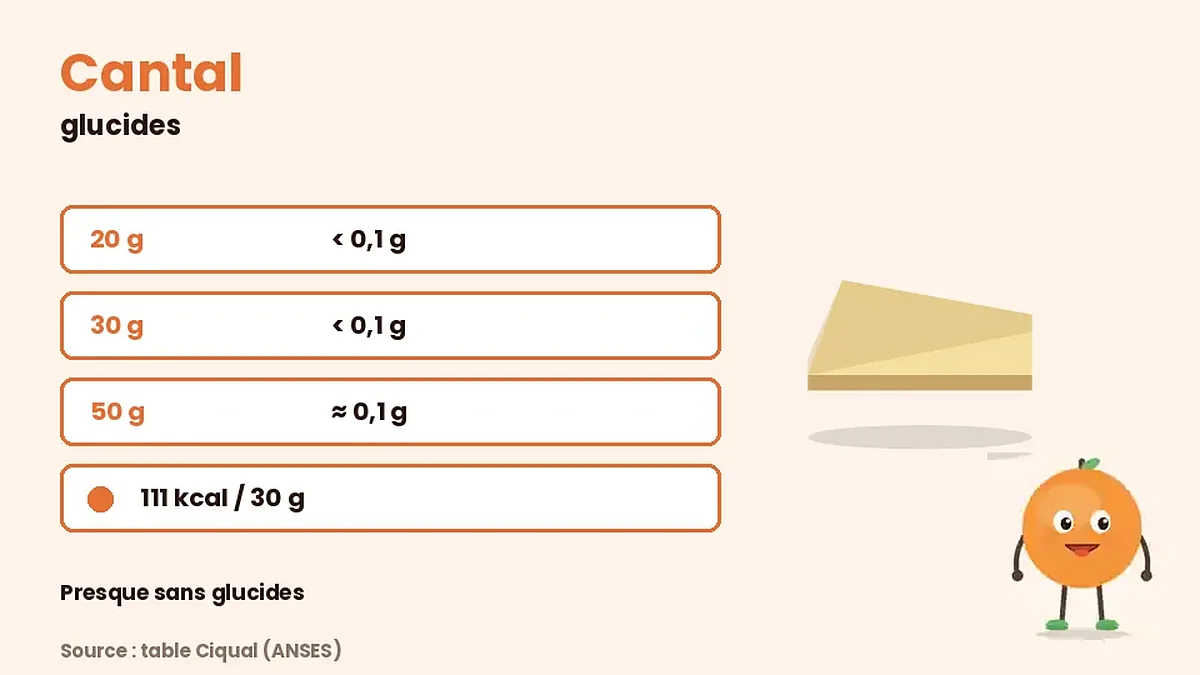 Cantal
glucides
20 g < 0,1 g
30 g < 0,1 g
50 g ≈ 0,1 g
111 kcal / 30 g
Presque sans glucides
Source : table Ciqual (ANSES)